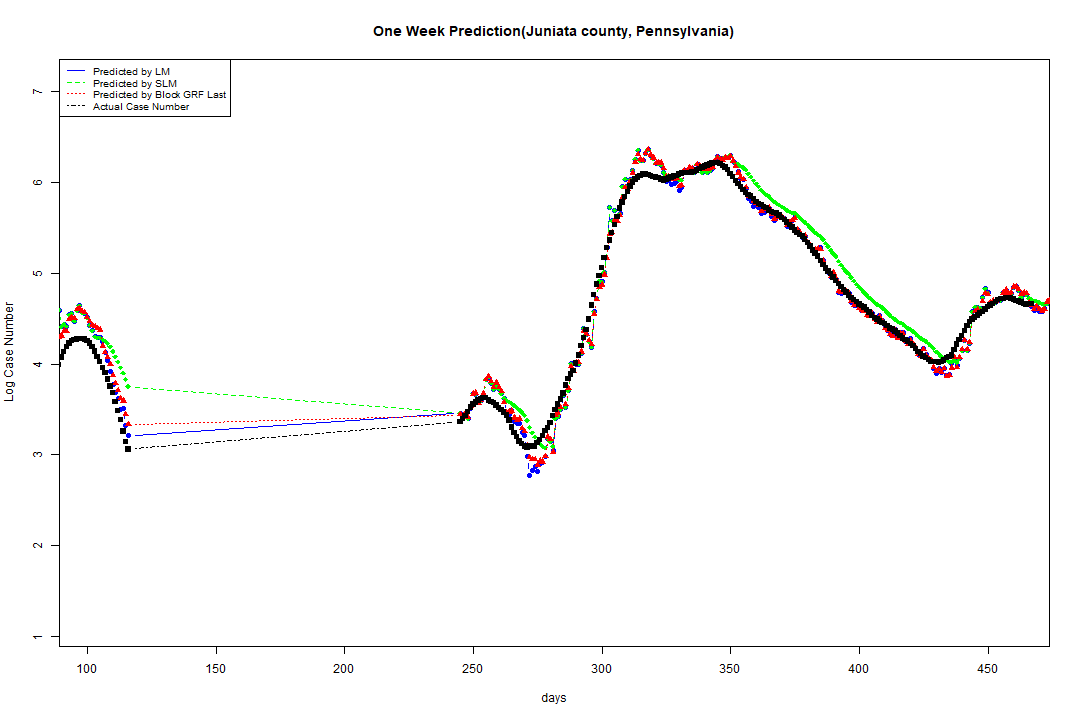 One Week Prediction(Juniata county, Pennsylvania)
Predicted by LM
Predicted by SLM
Predicted by Block GRF Last
Actual Case Number
7
6
5
4
3
2
1
Log Case Number
100 150 200 250 300 350 400 450
days